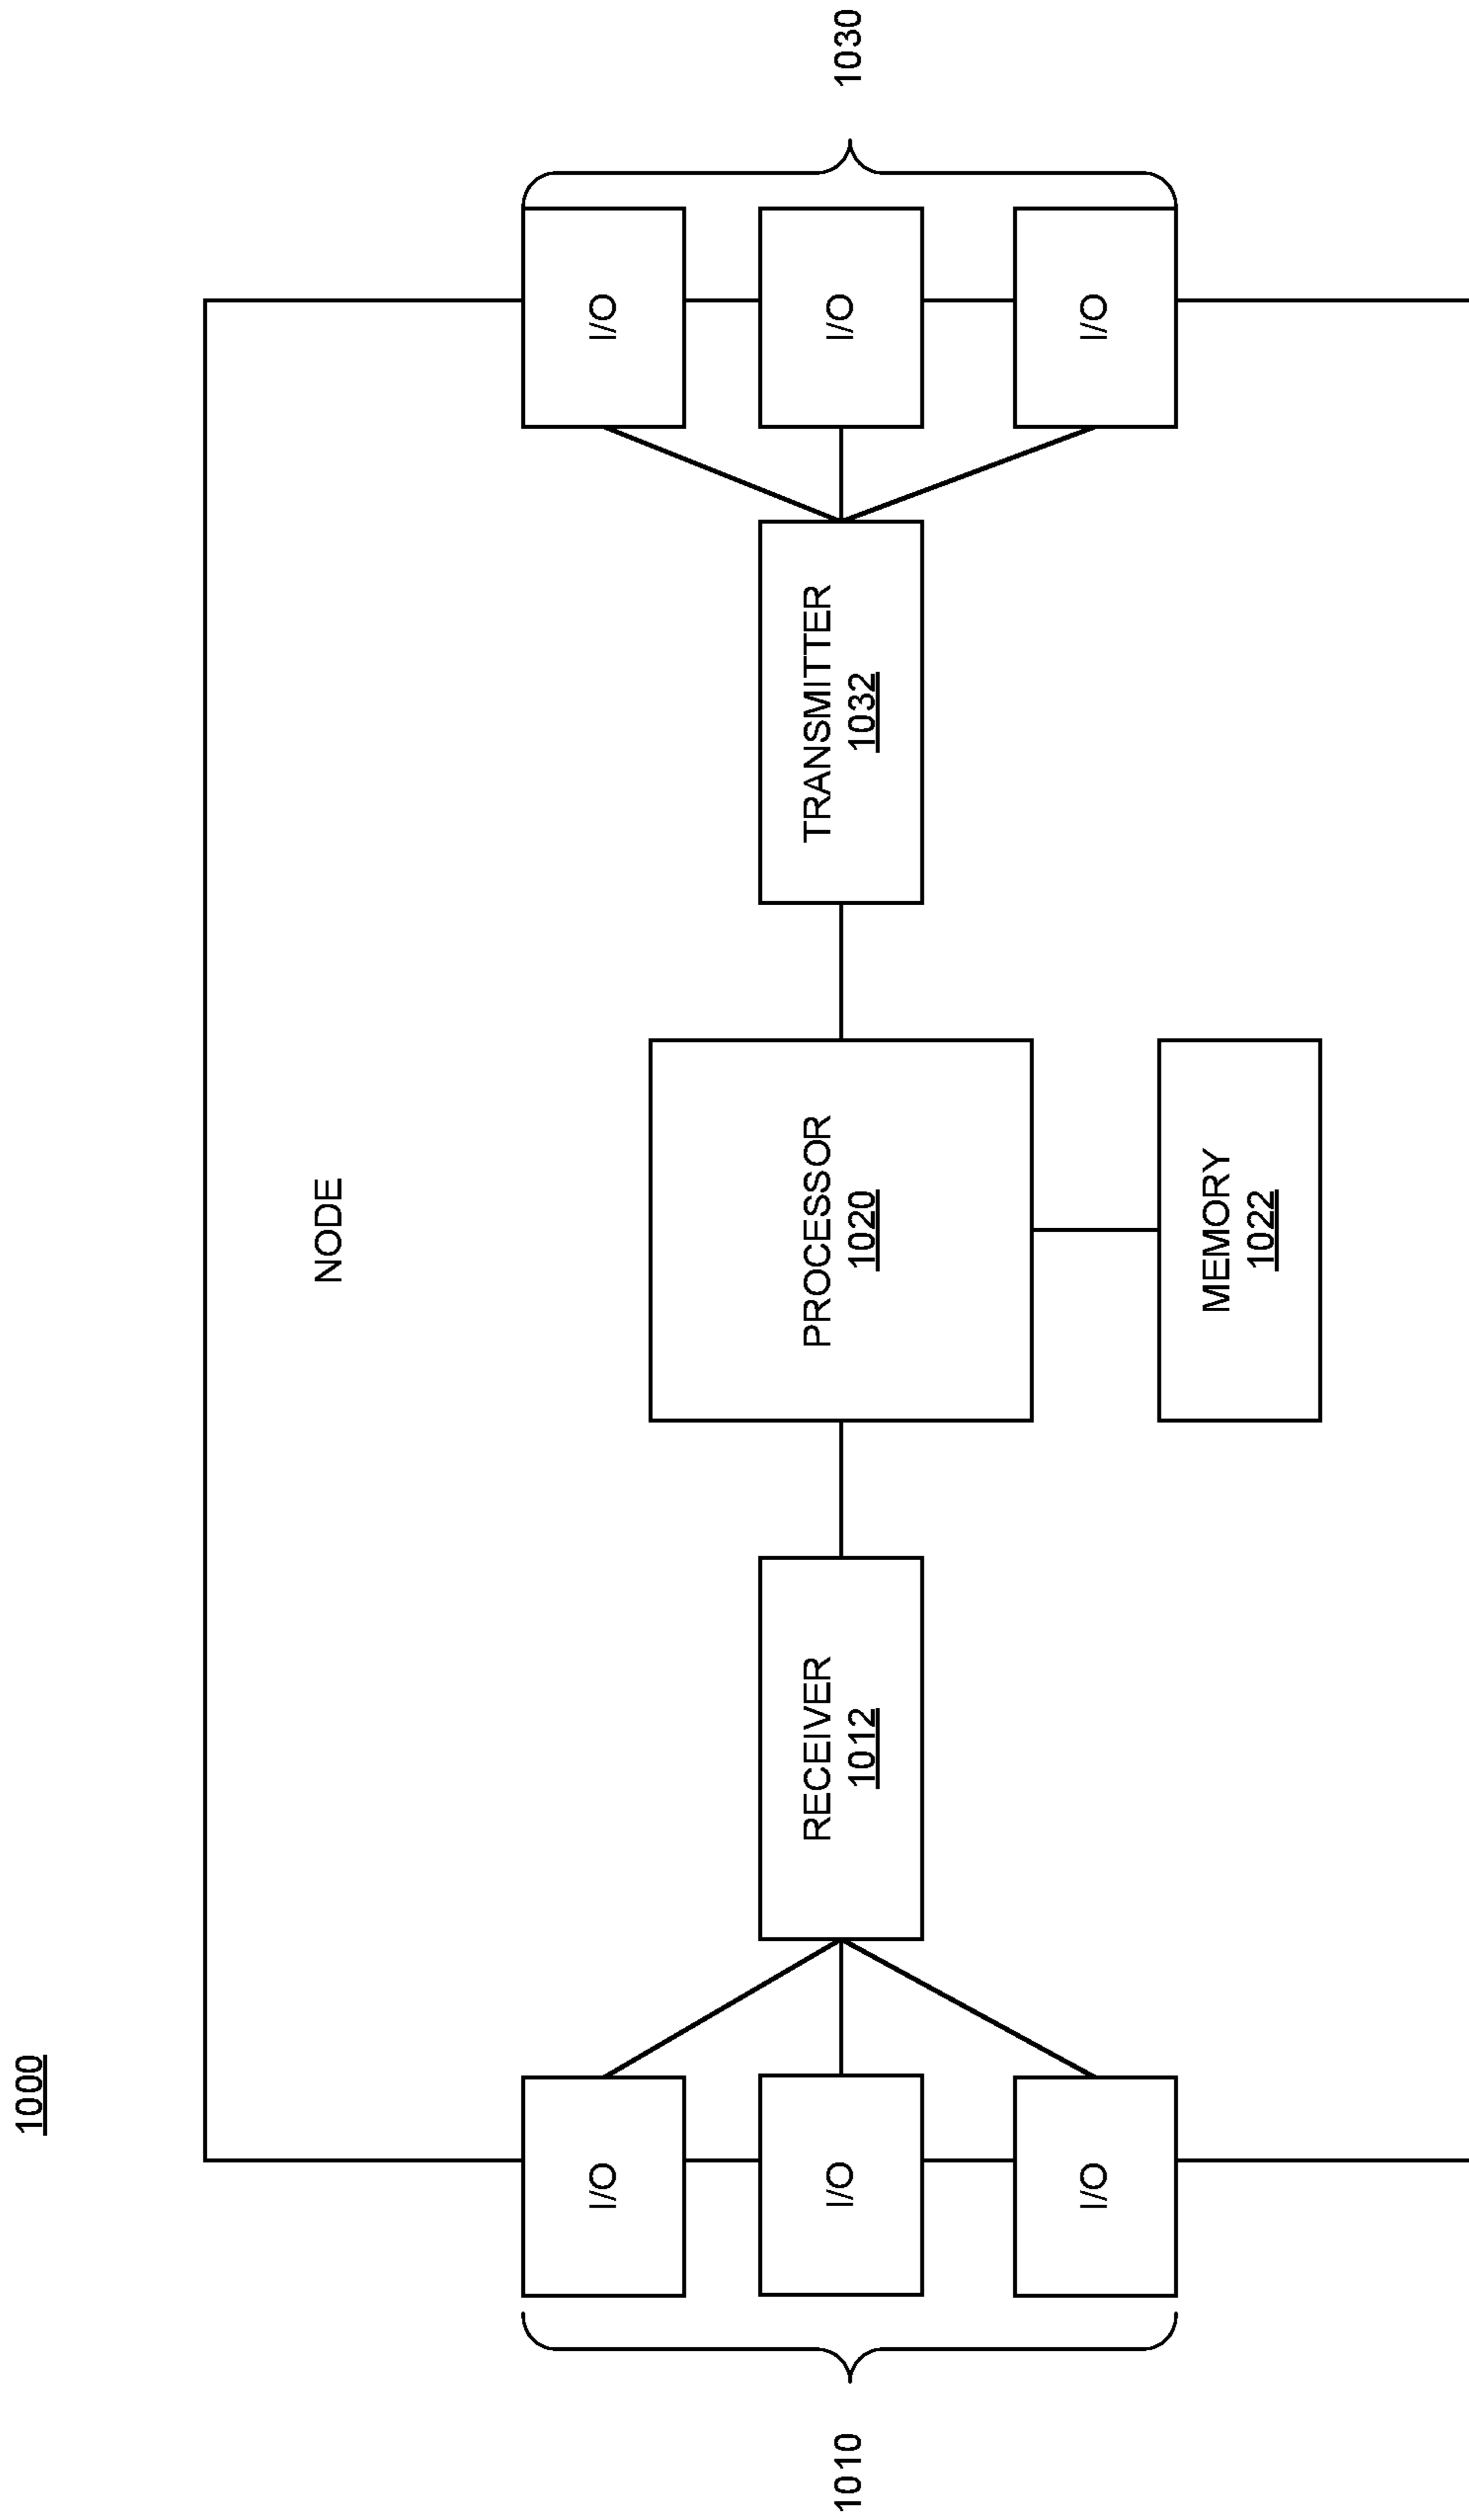 1000
NODE
I/O
I/O
I/O
1010
RECEIVER
1012
PROCESSOR
1020
MEMORY
1022
TRANSMITTER
1032
I/O
I/O
I/O
1030